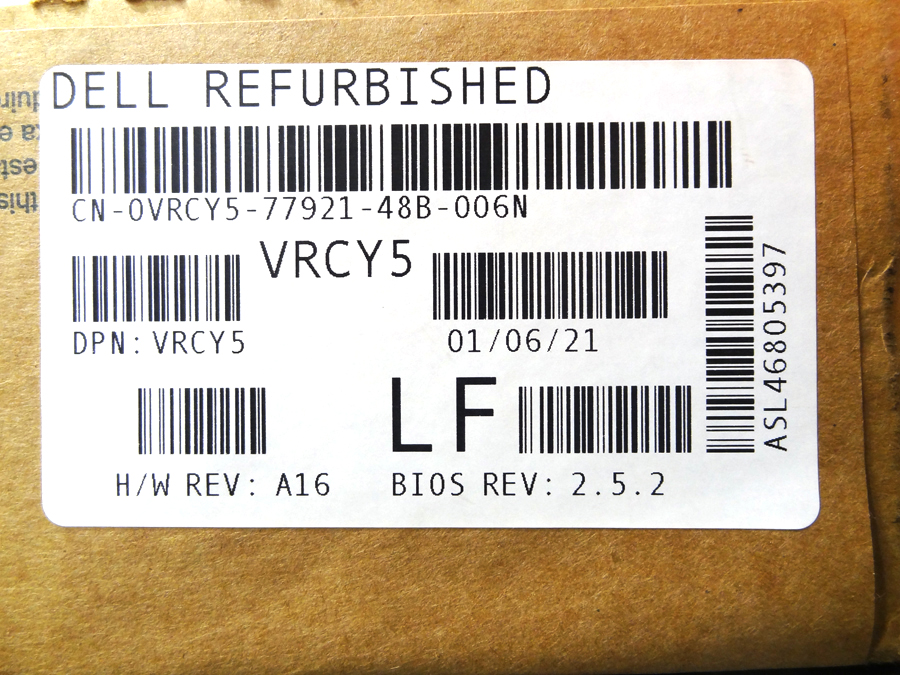 DELL REFURBISHED
CN-0VRCY5-77921-48B-006N
VRCY5
DPN: VRCY5
01/06/21
ASL46805397
LF
H/W REV: A16
BIOS REV: 2.5.2
this